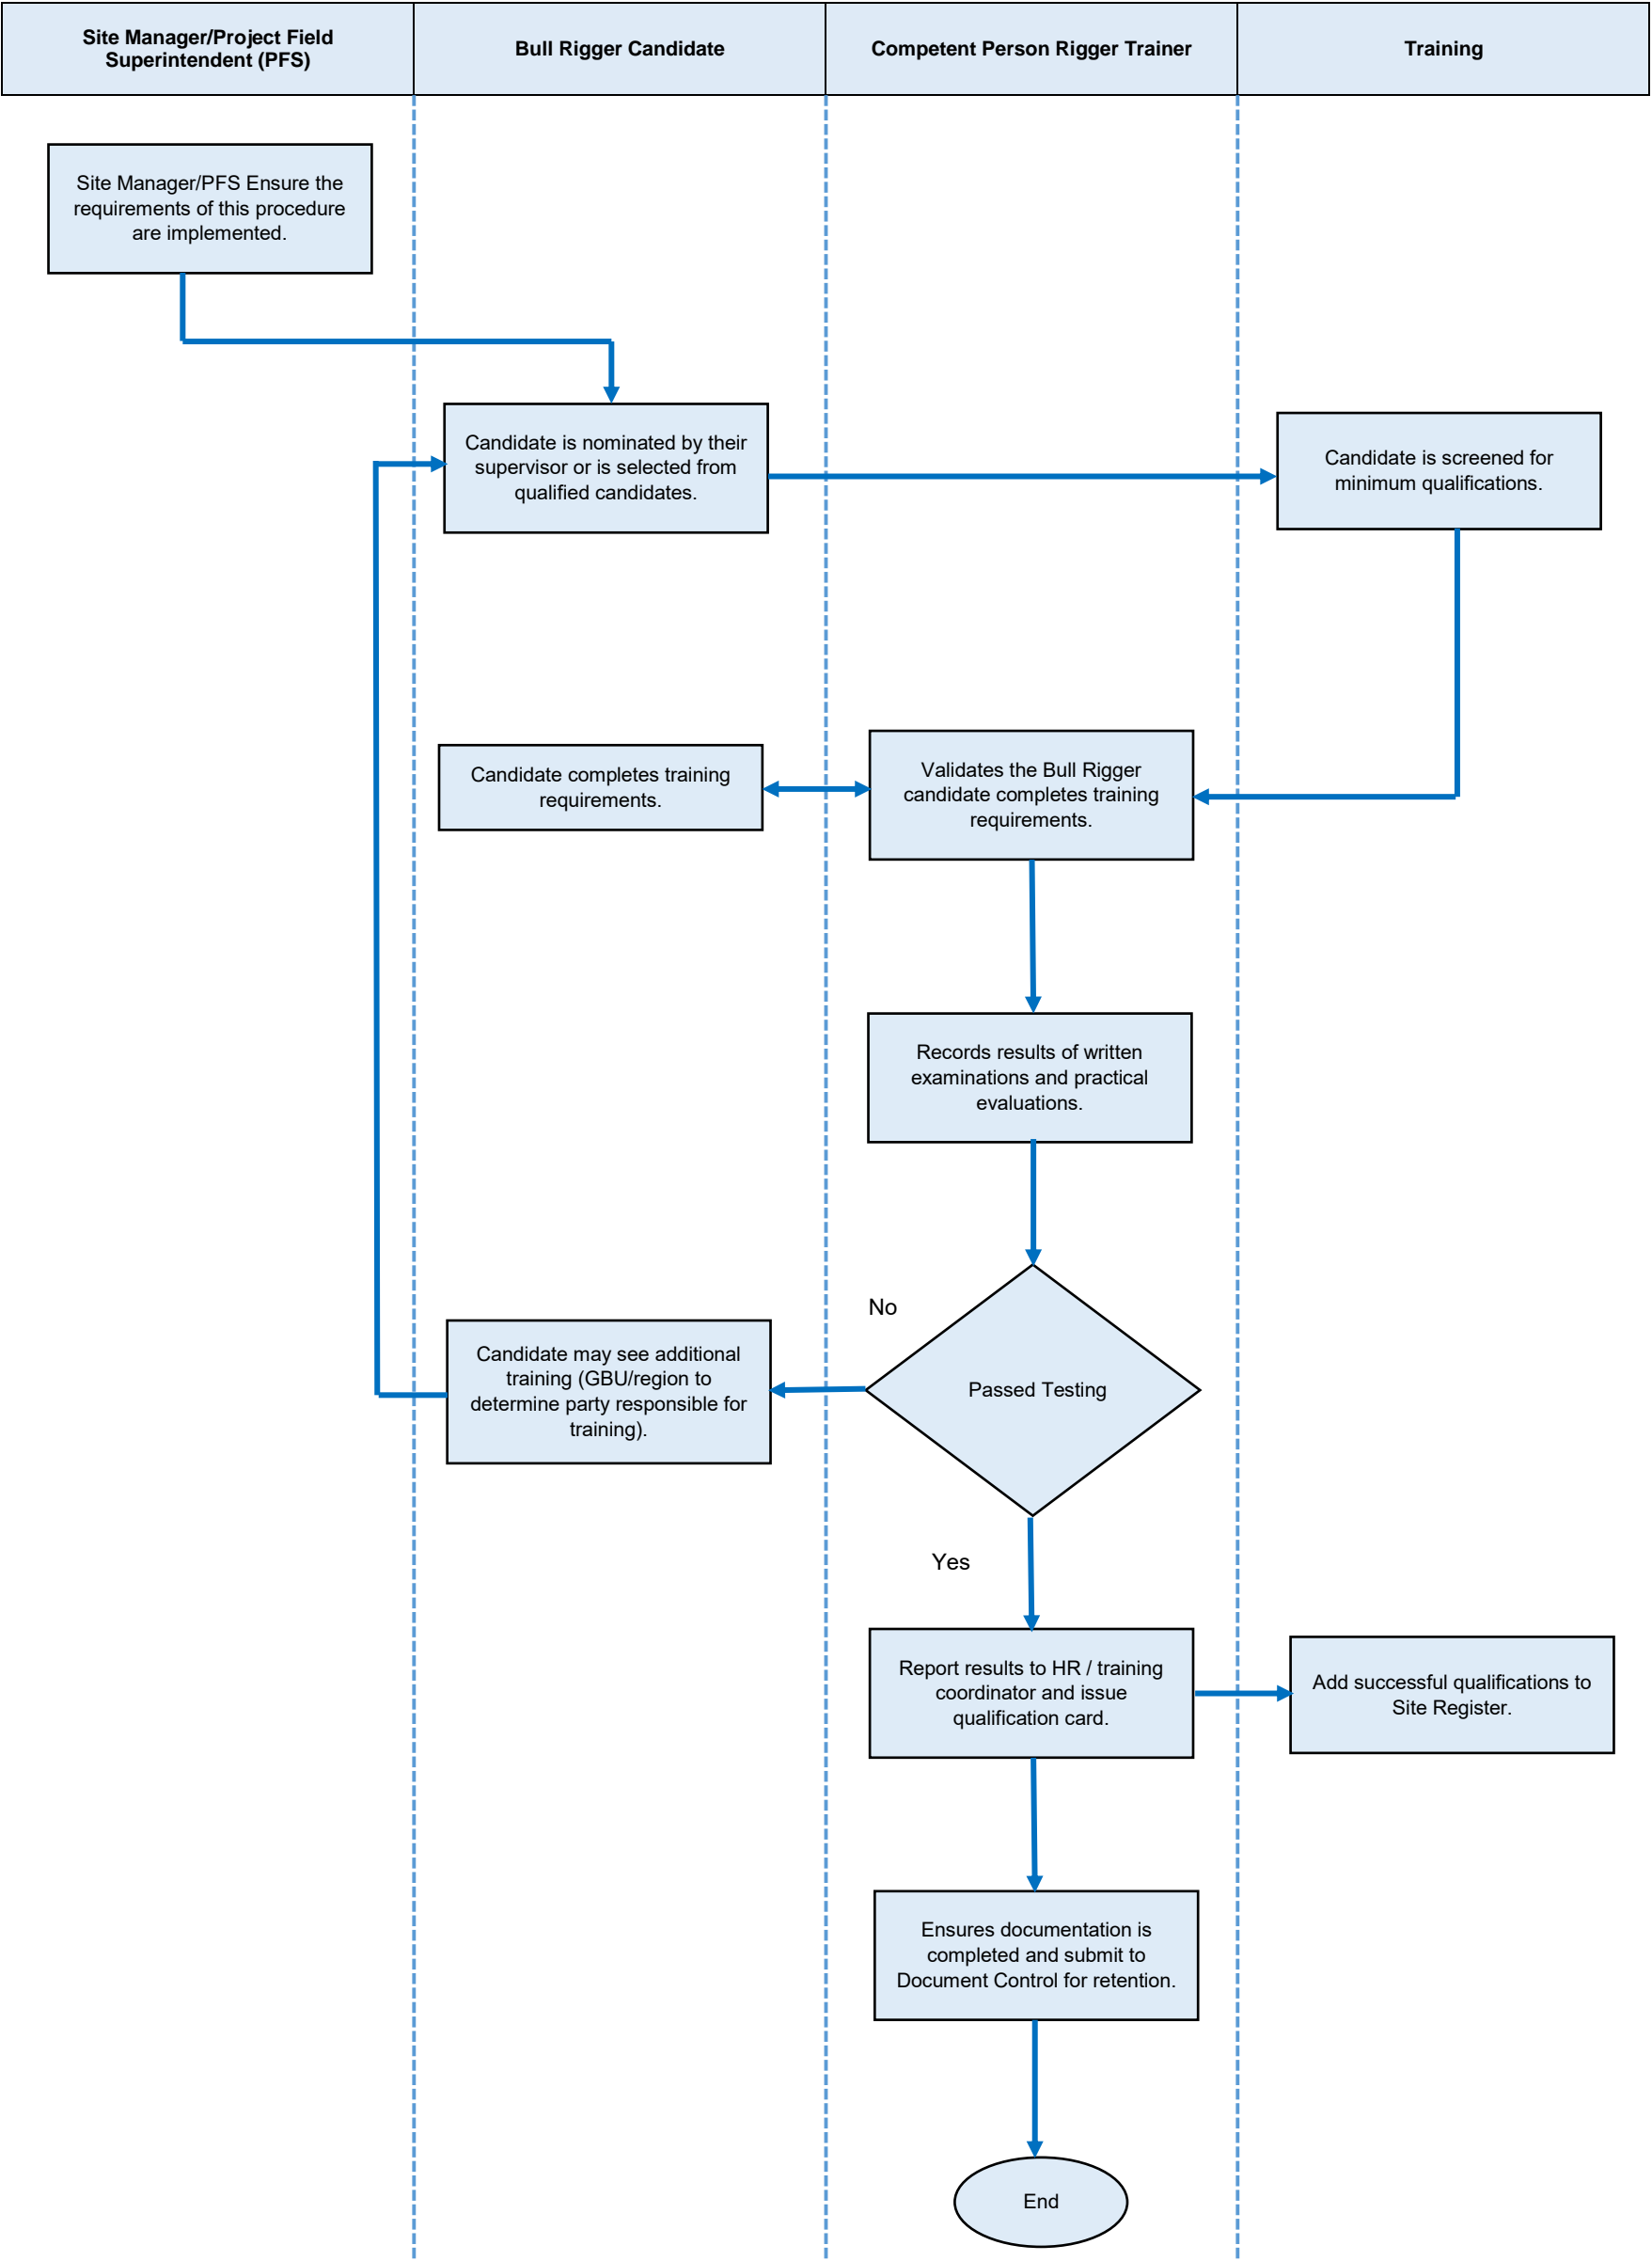 Site Manager/Project Field
Superintendent (PFS)
Bull Rigger Candidate
Competent Person Rigger Trainer
Training
Site Manager/PFS Ensure the
requirements of this procedure
are implemented.
Candidate is nominated by their
supervisor or is selected from
qualified candidates.
Candidate is screened for
minimum qualifications.
Candidate completes training
requirements.
Validates the Bull Rigger
candidate completes training
requirements.
Records results of written
examinations and practical
evaluations.
No
Candidate may see additional
training (GBU/region to
determine party responsible for
training).
Passed Testing
Yes
Report results to HR / training
coordinator and issue
qualification card.
Add successful qualifications to
Site Register.
Ensures documentation is
completed and submit to
Document Control for retention.
End